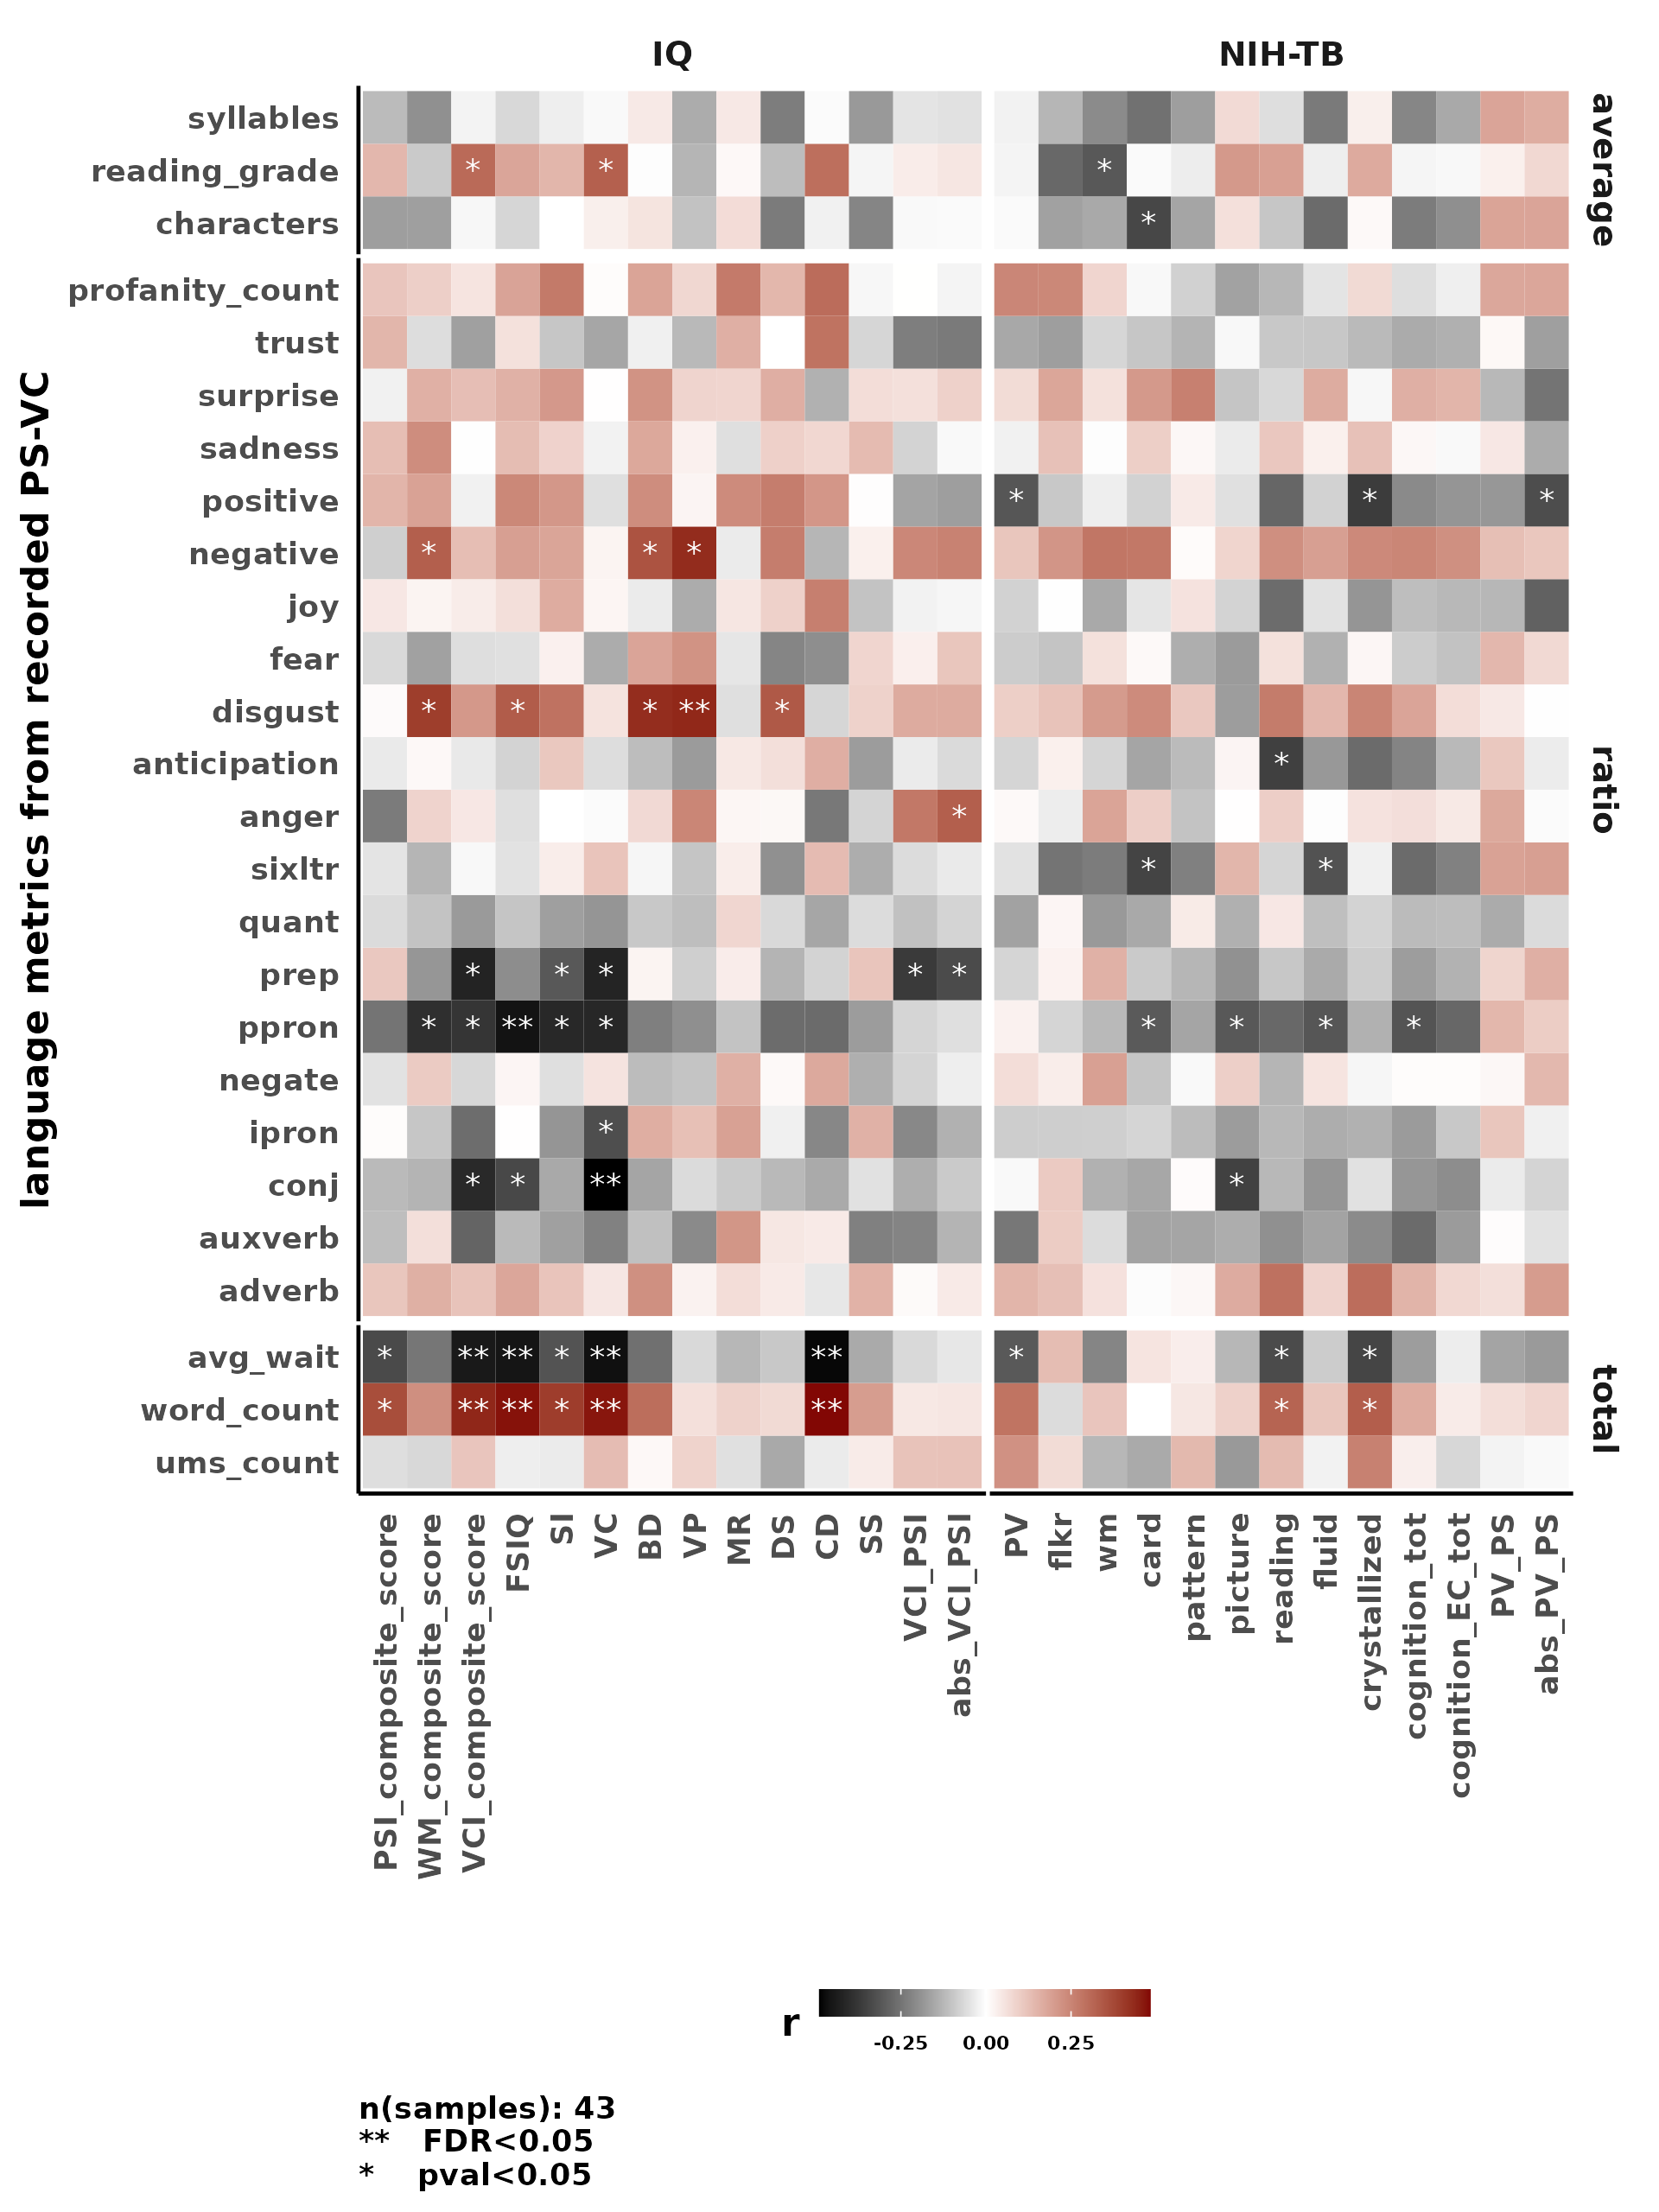 IQ NIH-TB
language metrics from recorded PS-VC
average
syllables
reading_grade *  * *
characters *
ratio
profanity_count
trust
surprise
sadness
positive * * *
negative * * *
joy
fear
disgust * * * ** *
anticipation *
anger *
sixltr * *
quant
prep * * * * *
ppron * * ** * * * * * *
negate
ipron *
conj * * ** *
auxverb
adverb
total
avg_wait * ** ** * ** ** * * *
word_count * ** ** * ** ** * *
ums_count
PSI_composite_score
WM_composite_score
VCI_composite_score
FSIQ
SI
VC
BD
VP
MR
DS
CD
SS
VCI_PSI
abs_VCI_PSI
PV
flkr
wm
card
pattern
picture
reading
fluid
crystallized
cognition_tot
cognition_EC_tot
PV_PS
abs_PV_PS
r
-0.25 0.00 0.25
n(samples): 43
** FDR<0.05
* pval<0.05